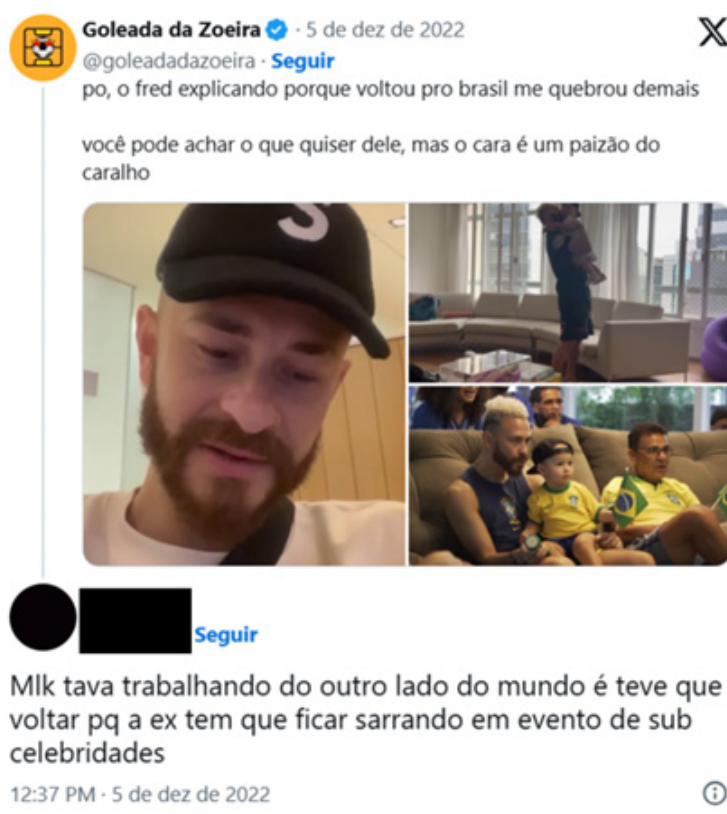 Goleada da Zoeira · 5 de dez de 2022
@goleadadazoeira · Seguir
po, o fred explicando porque voltou pro brasil me quebrou demais
você pode achar o que quiser dele, mas o cara é um paizão do
caralho
S
Seguir
Mlk tava trabalhando do outro lado do mundo é teve que
voltar pq a ex tem que ficar sarrando em evento de sub
celebridades
12:37 PM · 5 de dez de 2022